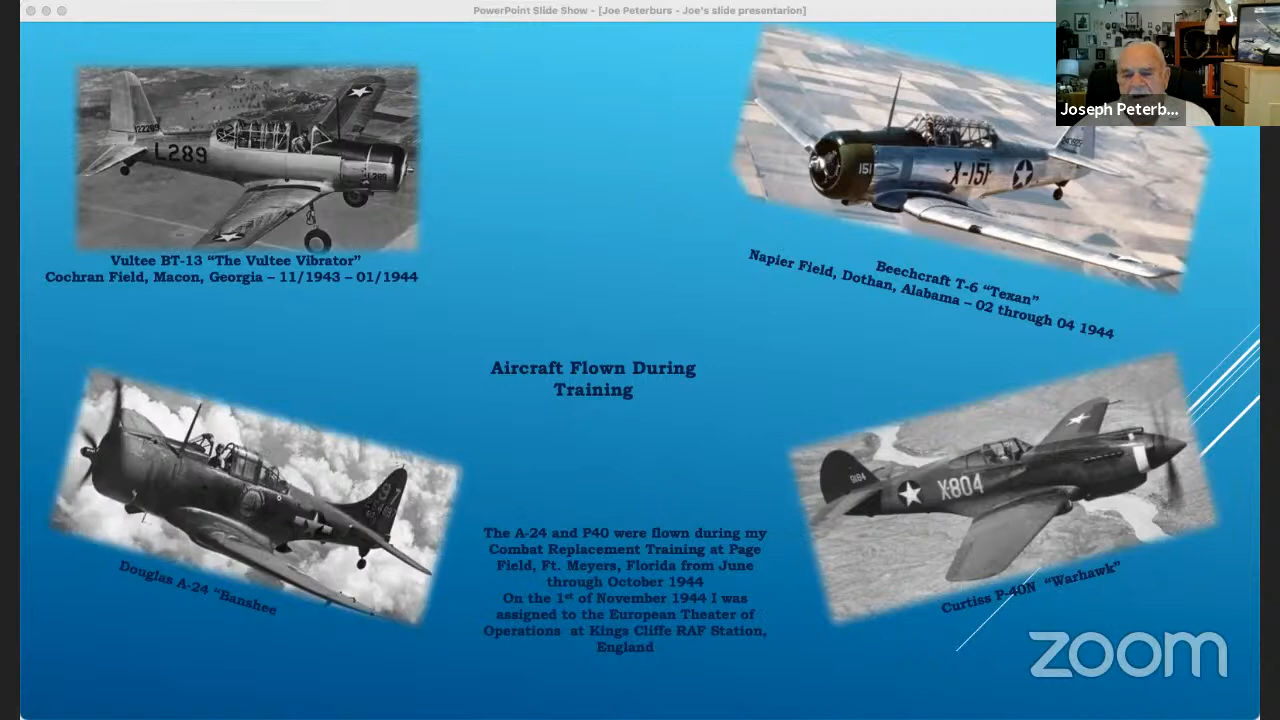 PowerPoint Slide Show - [Joe Peterburs - Joe's slide presentarion]
Joseph Peterb...
L289
Vultee BT-13 “The Vultee Vibrator”
Cochran Field, Macon, Georgia – 11/1943 – 01/1944
151
X-151
Beechcraft T-6 “Texan”
Napier Field, Dothan, Alabama – 02 through 04 1944
Aircraft Flown During
Training
Douglas A-24 “Banshee
X-804
Curtiss P-40N “Warhawk”
The A-24 and P40 were flown during my
Combat Replacement Training at Page
Field, Ft. Meyers, Florida from June
through October 1944
On the 1st of November 1944 I was
assigned to the European Theater of
Operations at Kings Cliffe RAF Station,
England
zoom